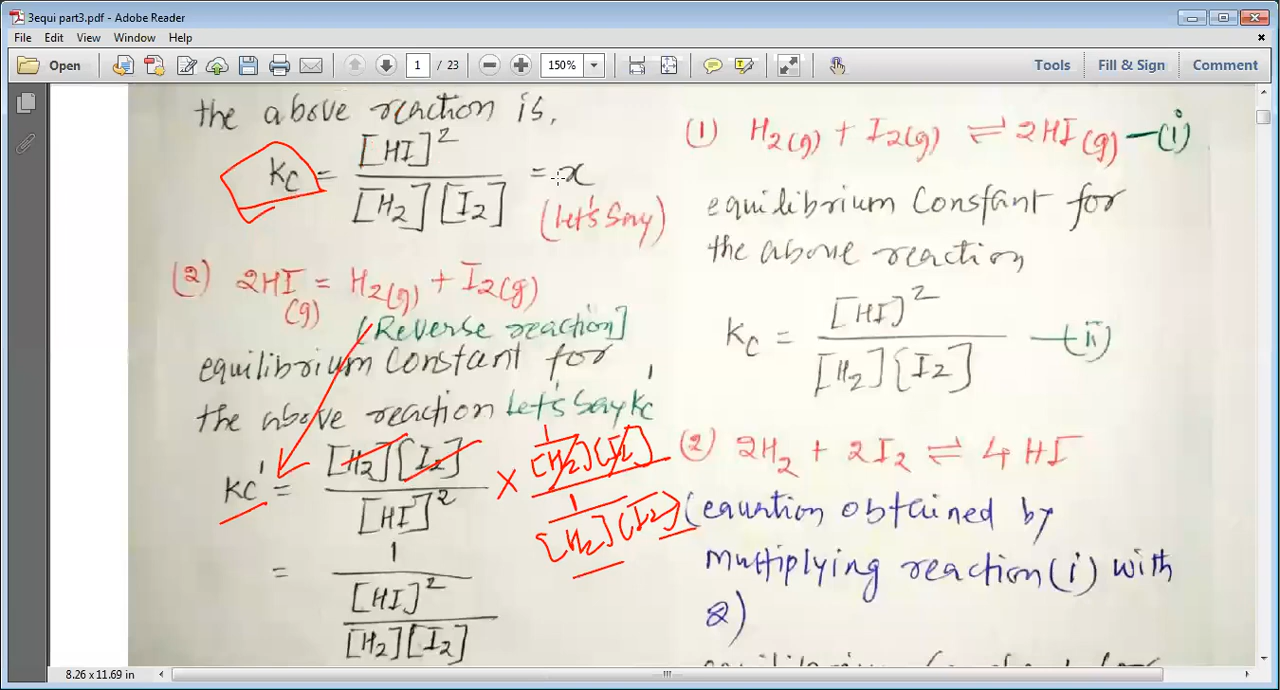 3equi part3.pdf - Adobe Reader
File Edit View Window Help
Open 1 / 23 150% Tools Fill & Sign Comment
the above reaction is,
Kc = [HI]² / [H₂][I₂] = x
(Let's Say)
(2) 2HI(g) = H₂(g) + I₂(g)
(Reverse reaction]
equilibrium Constant for
the above reaction Let's Say Kc'
Kc' = [H₂][I₂] / [HI]² × 1/[H₂][I₂] / 1/[H₂][I₂]
= 1 / [HI]² / [H₂][I₂]
(1) H₂(g) + I₂(g) ⇌ 2HI(g) —(i)
equilibrium Constant for
the above reaction
Kc = [HI]² / [H₂][I₂] —(ii)
(2) 2H₂ + 2I₂ ⇌ 4HI
(equation obtained by
multiplying reaction (i) with
2)
equilibrium Constant for
8.26 x 11.69 in